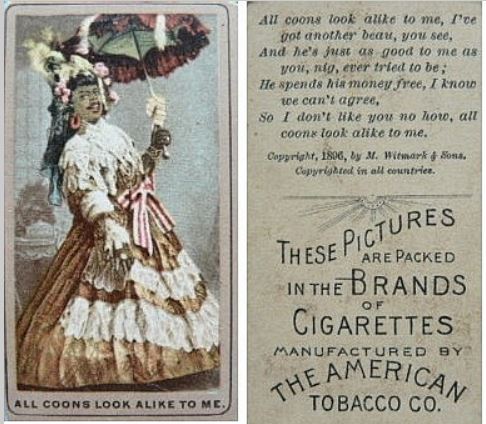 ALL COONS LOOK ALIKE TO ME.
All coons look alike to me, I've
got another beau, you see,
And he's just as good to me as
you, nig, ever tried to be;
He spends his money free, I know
we can't agree,
So I don't like you no how, all
coons look alike to me.
Copyright, 1896, by M. Witmark & Sons.
Copyrighted in all countries.
THESE PICTURES
ARE PACKED
IN THE BRANDS
OF
CIGARETTES
MANUFACTURED BY
THE AMERICAN
TOBACCO CO.